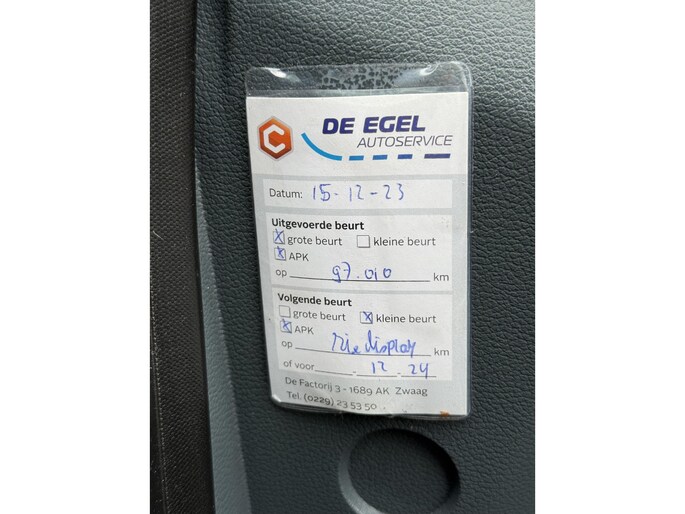 DE EGEL
AUTOSERVICE
Datum: 15-12-23
Uitgevoerde beurt
grote beurt kleine beurt
APK
op 97.010 km
Volgende beurt
grote beurt kleine beurt
APK
op zie display km
of voor 12 . 24
De Factorij 3 - 1689 AK Zwaag
Tel. (0229) 23 53 50